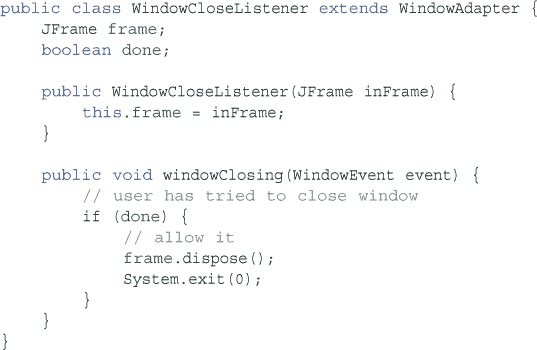 public class WindowCloseListener extends WindowAdapter {
    JFrame frame;
    boolean done;

    public WindowCloseListener(JFrame inFrame) {
        this.frame = inFrame;
    }

    public void windowClosing(WindowEvent event) {
        // user has tried to close window
        if (done) {
            // allow it
            frame.dispose();
            System.exit(0);
        }
    }
}